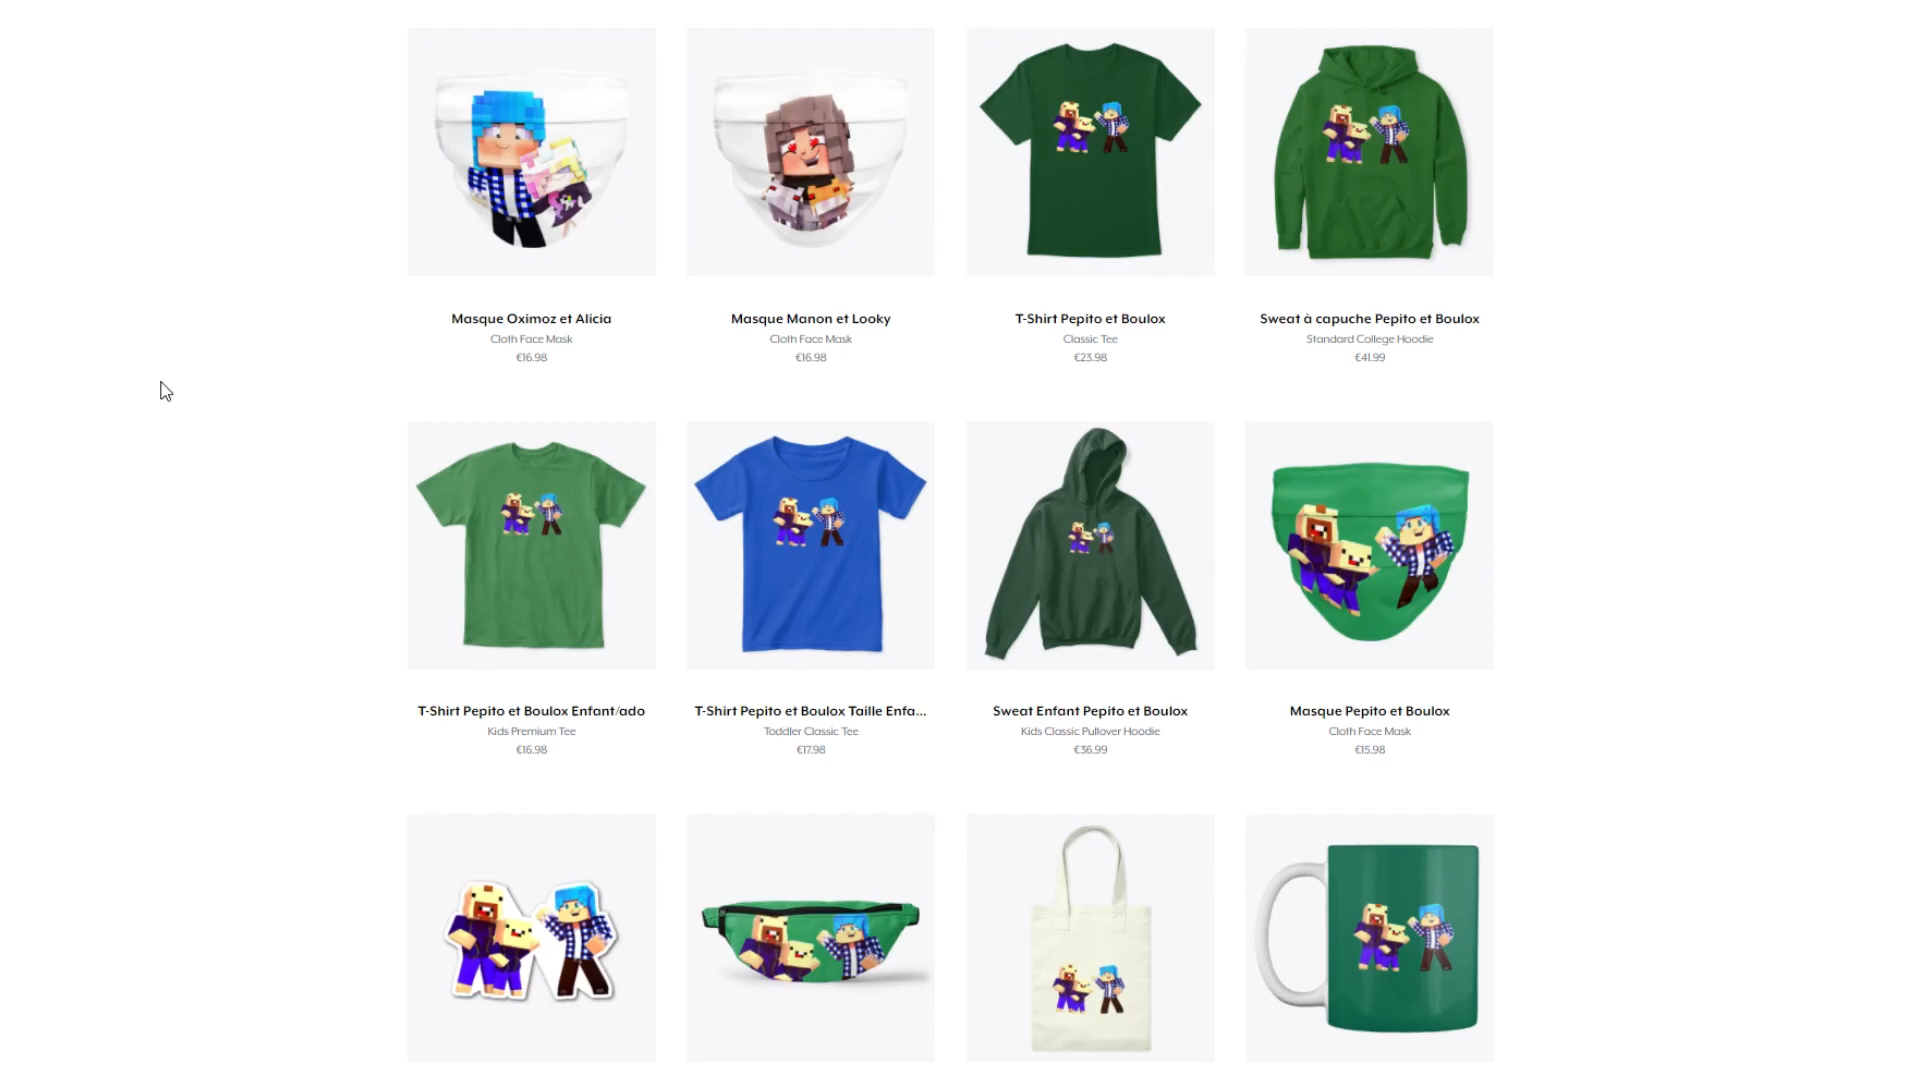 Masque Oximoz et Alicia
Cloth Face Mask
€16.98
Masque Manon et Looky
Cloth Face Mask
€16.98
T-Shirt Pepito et Boulox
Classic Tee
€23.98
Sweat à capuche Pepito et Boulox
Standard College Hoodie
€41.99
T-Shirt Pepito et Boulox Enfant/ado
Kids Premium Tee
€16.98
T-Shirt Pepito et Boulox Taille Enfa...
Toddler Classic Tee
€17.98
Sweat Enfant Pepito et Boulox
Kids Classic Pullover Hoodie
€36.99
Masque Pepito et Boulox
Cloth Face Mask
€15.98